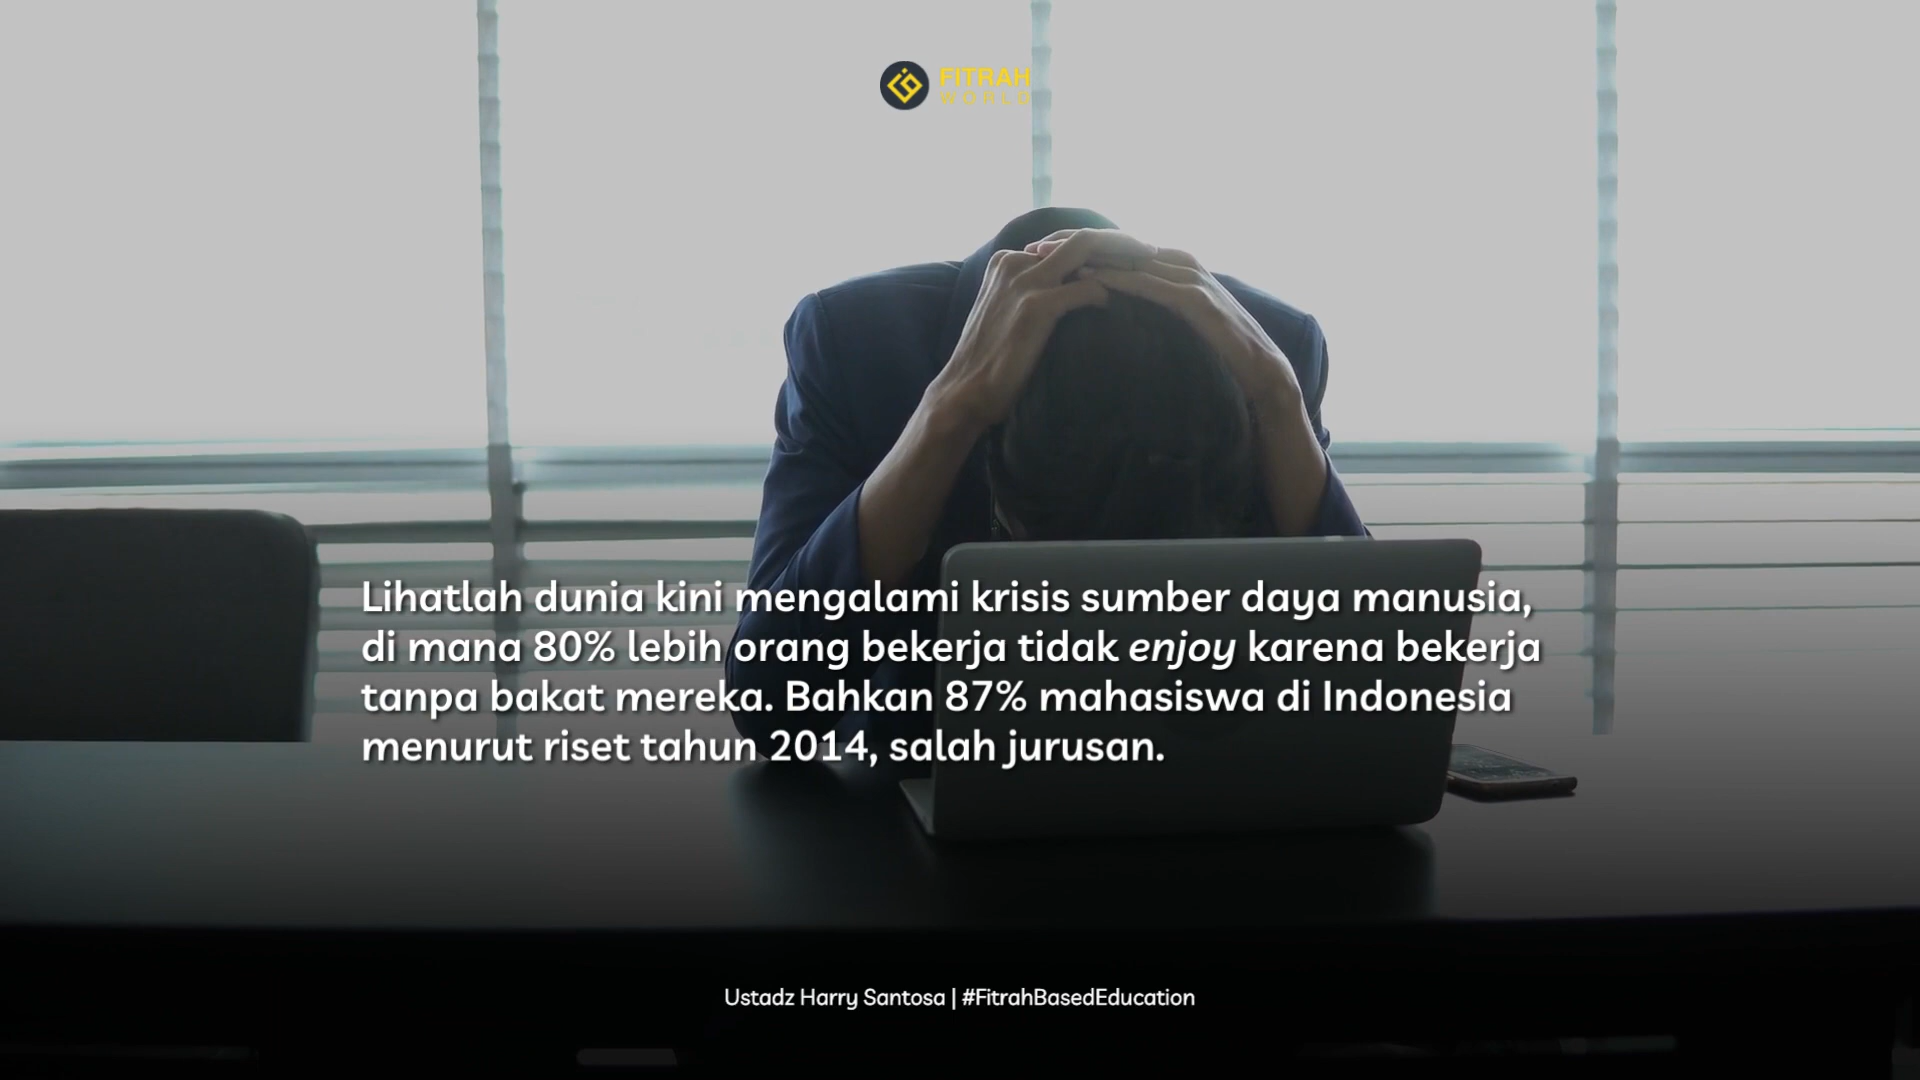 FITRAH
WORLD
Lihatlah dunia kini mengalami krisis sumber daya manusia,
di mana 80% lebih orang bekerja tidak enjoy karena bekerja
tanpa bakat mereka. Bahkan 87% mahasiswa di Indonesia
menurut riset tahun 2014, salah jurusan.
Ustadz Harry Santosa | #FitrahBasedEducation